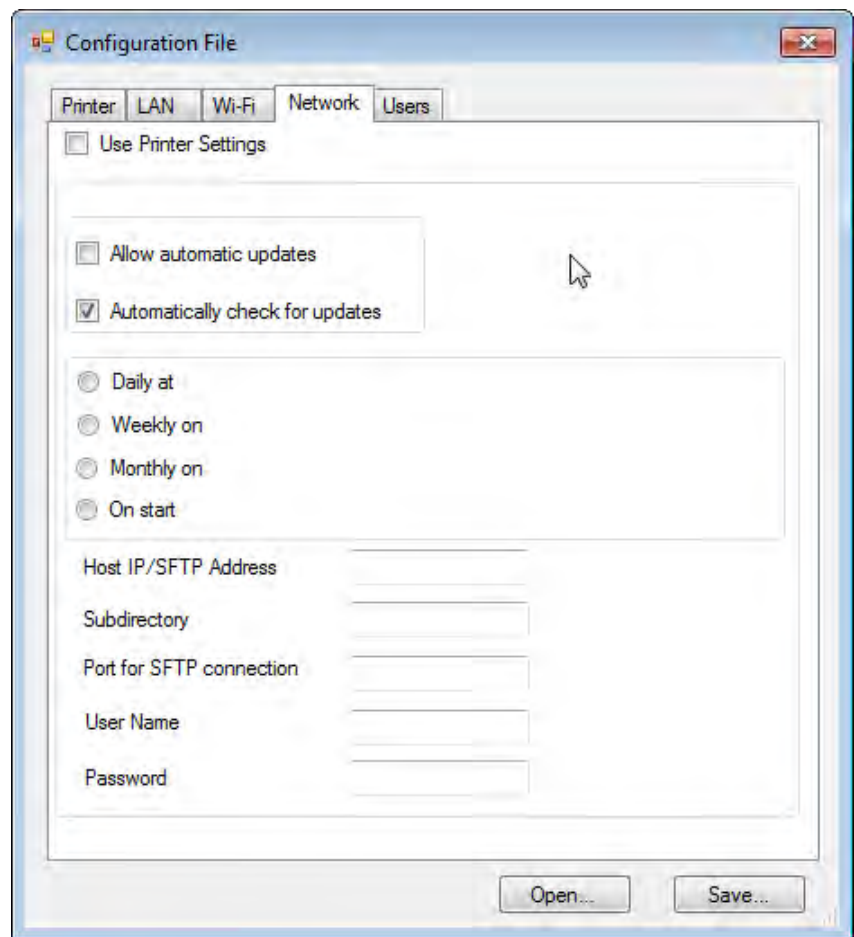 Configuration File
Printer LAN Wi-Fi Network Users
Use Printer Settings
Allow automatic updates
Automatically check for updates
Daily at
Weekly on
Monthly on
On start
Host IP/SFTP Address
Subdirectory
Port for SFTP connection
User Name
Password
Open... Save...